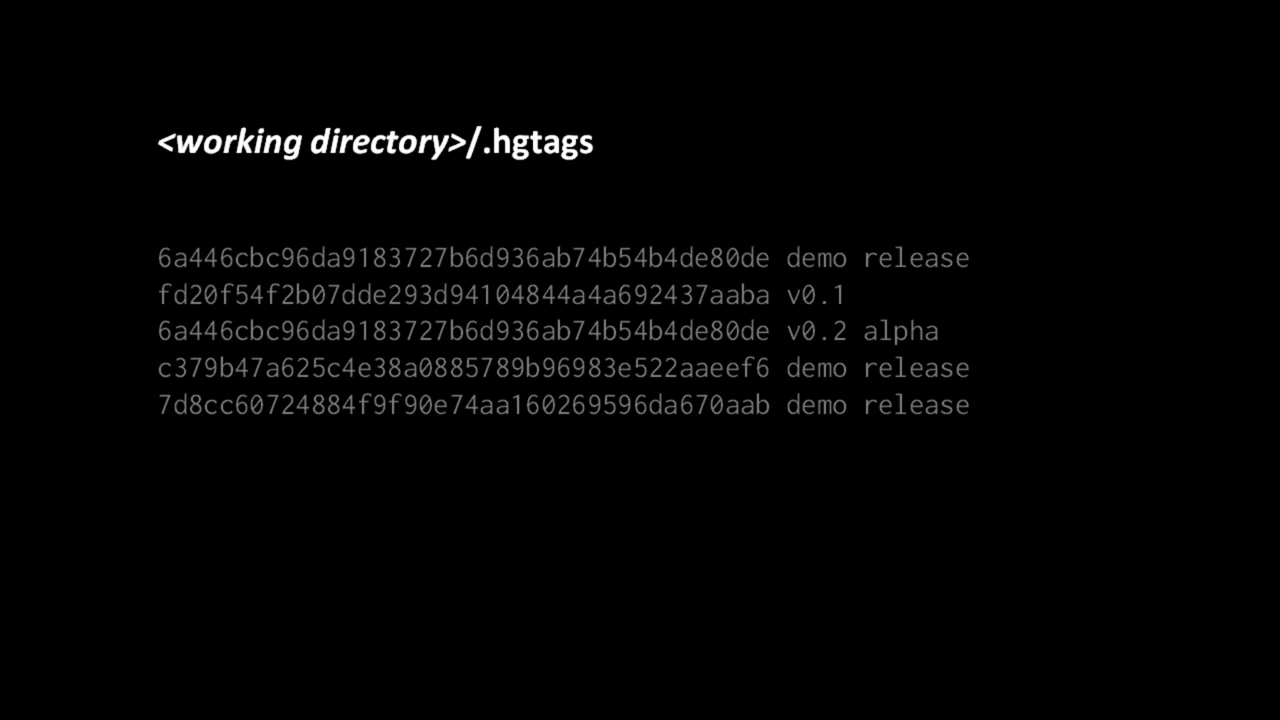 <working directory>/.hgtags
6a446cbc96da9183727b6d936ab74b54b4de80de demo release
fd20f54f2b07dde293d94104844a4a692437aaba v0.1
6a446cbc96da9183727b6d936ab74b54b4de80de v0.2 alpha
c379b47a625c4e38a0885789b96983e522aaeef6 demo release
7d8cc60724884f9f90e74aa160269596da670aab demo release